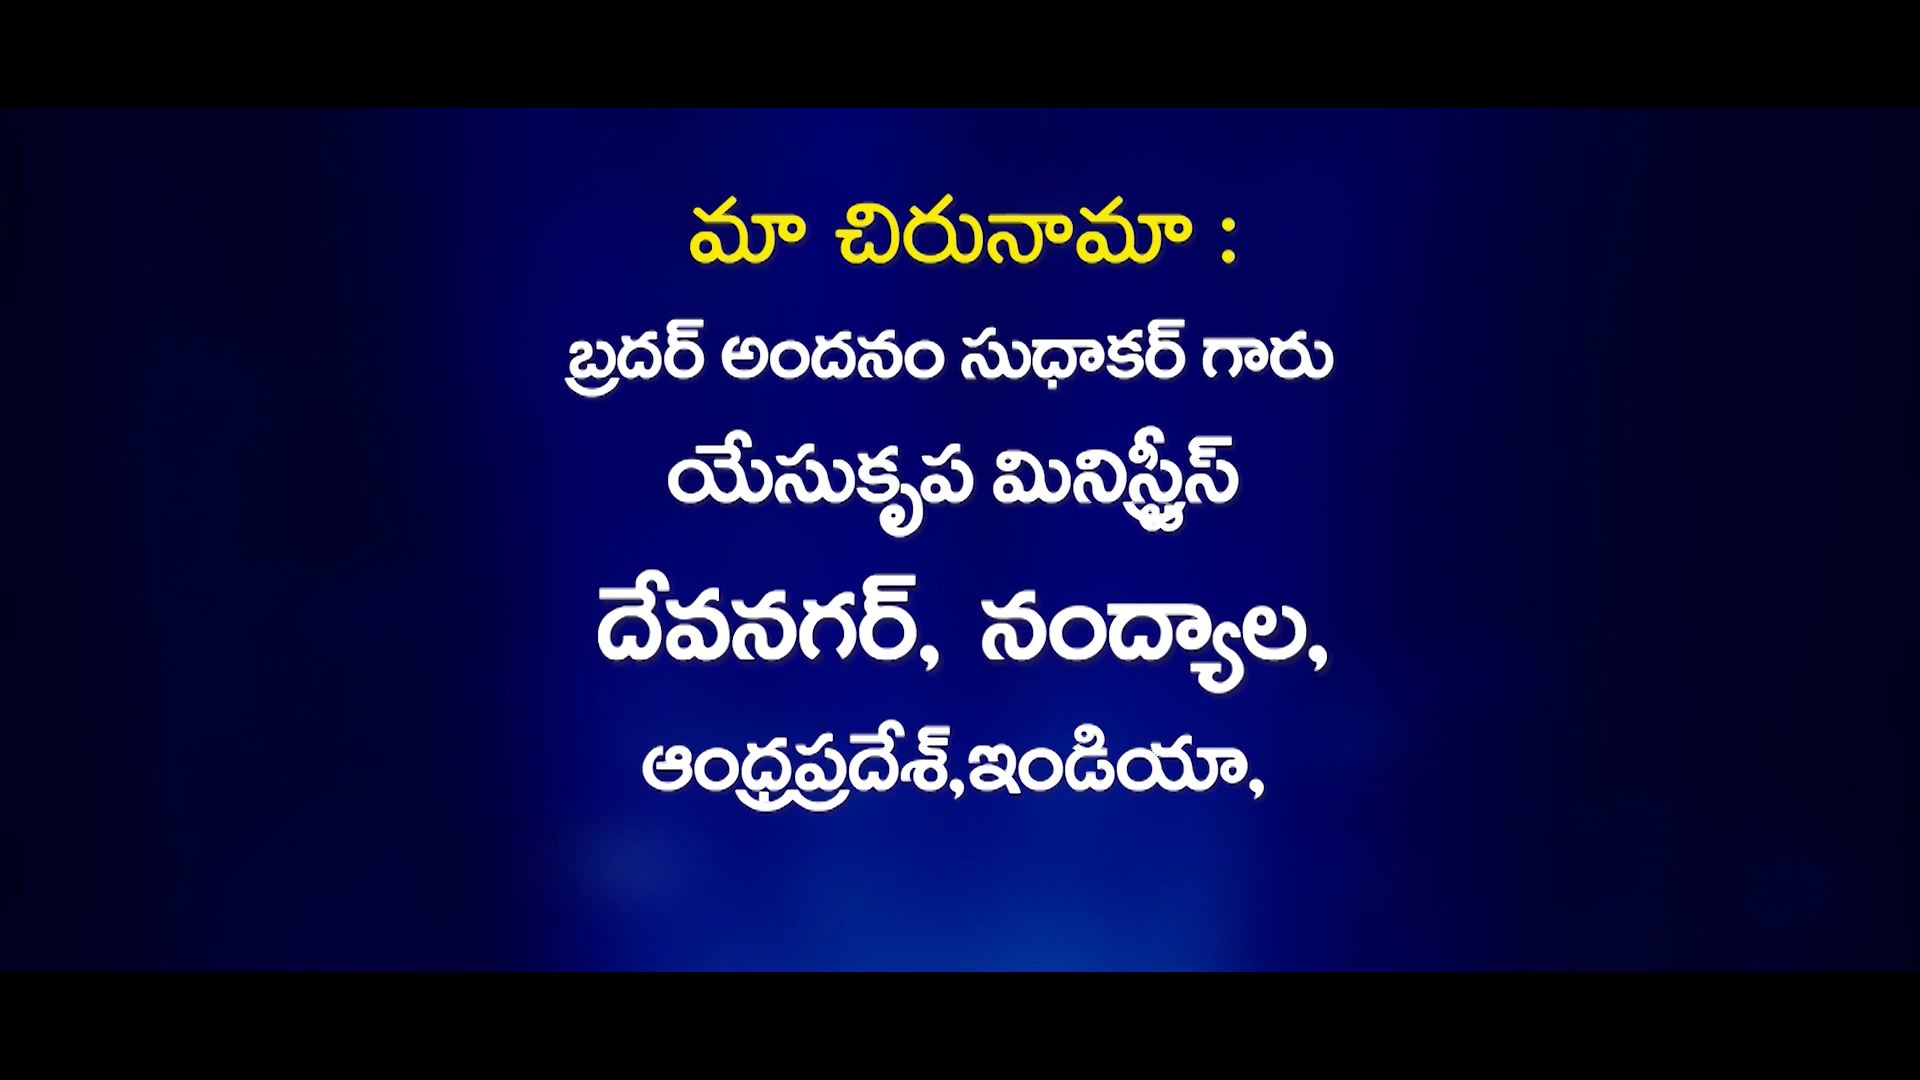 మా చిరునామా :
బ్రదర్ అందనం సుధాకర్ గారు
యేసుకృప మినిస్ట్రీస్
దేవనగర్, నంద్యాల,
ఆంధ్రప్రదేశ్,ఇండియా,